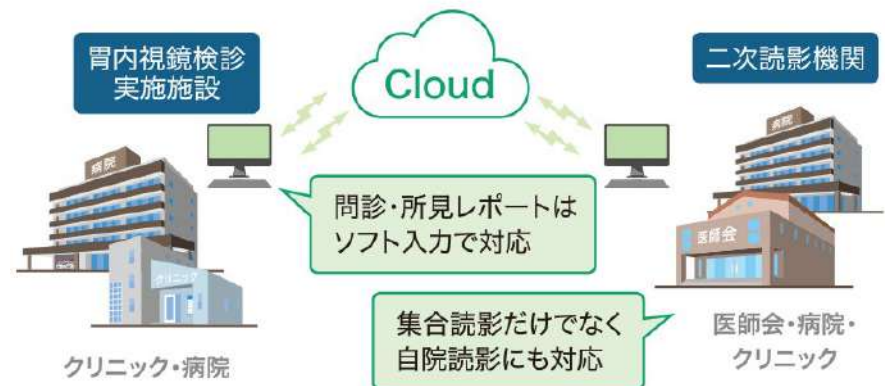 胃内視鏡検診
実施施設
Cloud
二次読影機関
病院
病院
問診・所見レポートは
ソフト入力で対応
医師会
クリニック
集合読影だけでなく
自院読影にも対応
医師会・病院・
クリニック
クリニック・病院